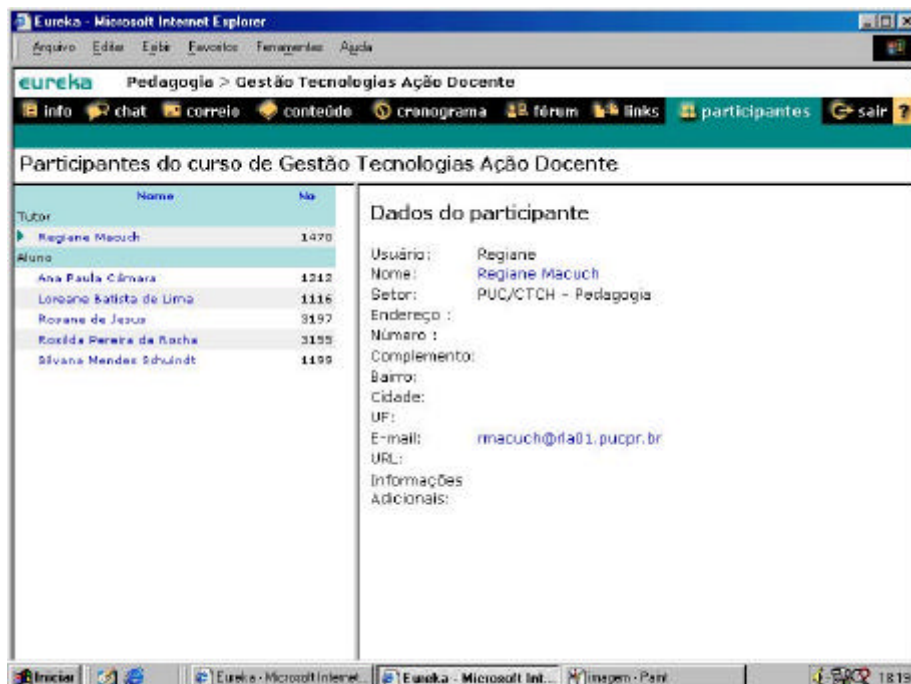 Eureka - Microsoft Internet Explorer
Arquivo Editar Exibir Favoritos Ferramentas Ajuda
eureka Pedagogia > Gestão Tecnologias Ação Docente
info chat correio conteúdo cronograma fórum links participantes sair ?
Participantes do curso de Gestão Tecnologias Ação Docente
Nome No
Tutor
Regiane Macuch 1470
Aluno
Ana Paula Câmara 1212
Loreane Batista de Lima 1116
Rosane de Jesus 3197
Rosilda Pereira da Rocha 3155
Silvana Mendes Schuindt 1199
Dados do participante
Usuário: Regiane
Nome: Regiane Macuch
Setor: PUC/CTCH - Pedagogia
Endereço :
Número :
Complemento:
Bairro:
Cidade:
UF:
E-mail: rmacuch@rla01.pucpr.br
URL:
Informações
Adicionais:
Iniciar Eureka - Microsoft Internet... Eureka - Microsoft Int... imagem - Paint 18:19